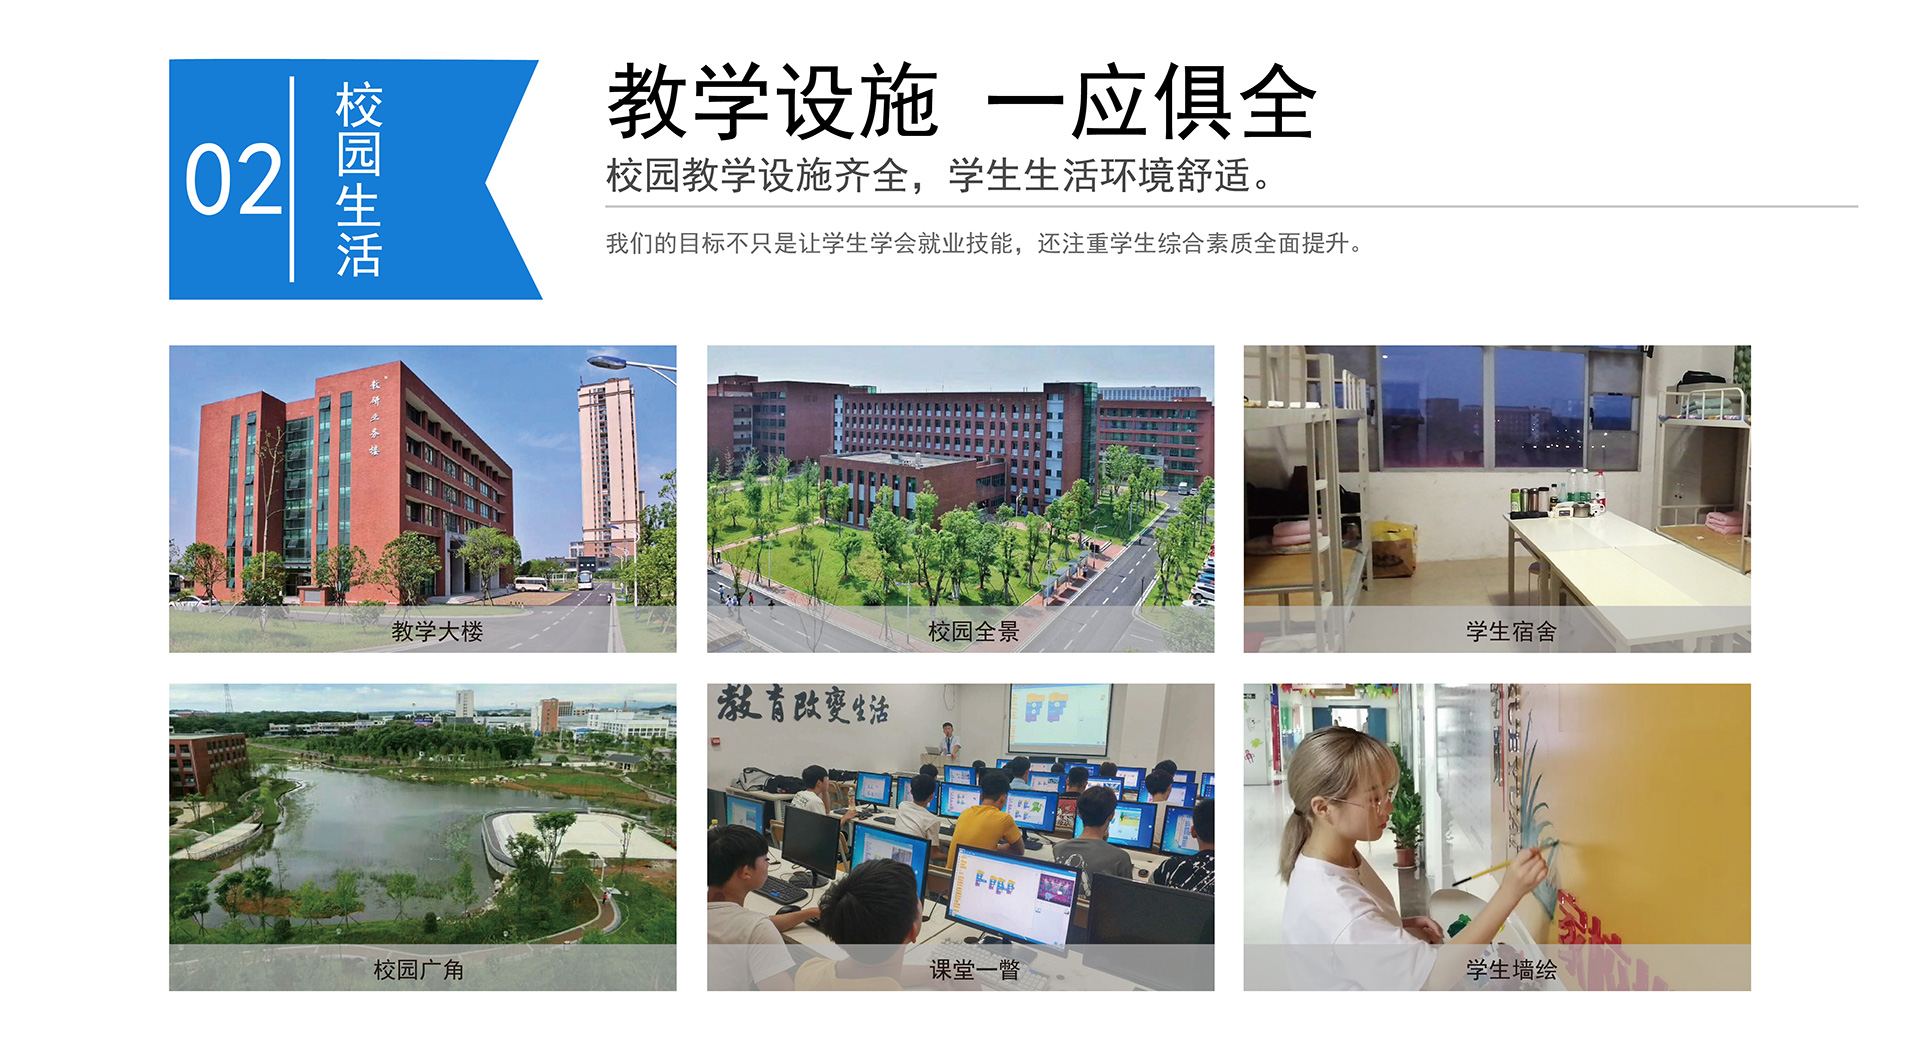 02
校园生活
教学设施 一应俱全
校园教学设施齐全，学生生活环境舒适。
我们的目标不只是让学生学会就业技能，还注重学生综合素质全面提升。
教研业务楼
教学大楼
校园全景
学生宿舍
教育改變生活
校园广角
课堂一瞥
学生墙绘